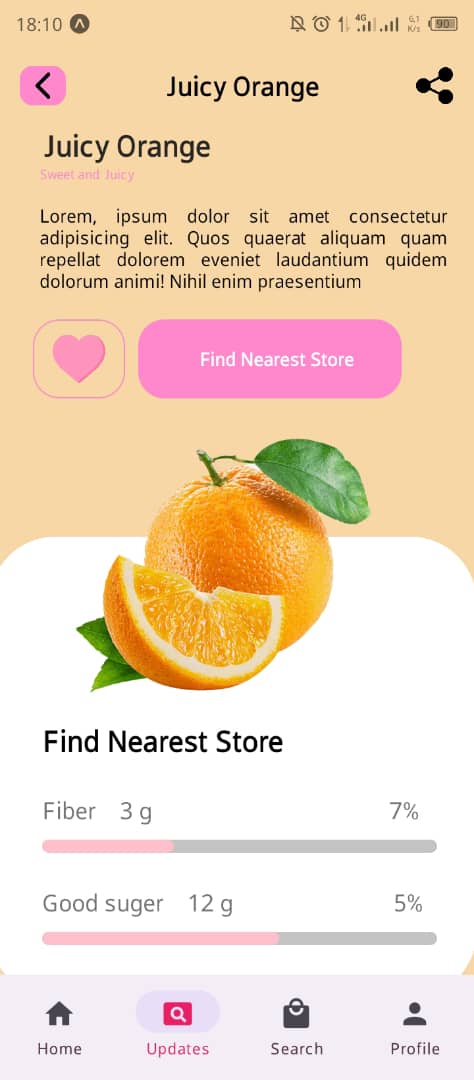 18:10
4G
6,1
K/s
90
Juicy Orange
Juicy Orange
Sweet and Juicy
Lorem, ipsum dolor sit amet consectetur
adipisicing elit. Quos quaerat aliquam quam
repellat dolorem eveniet laudantium quidem
dolorum animi! Nihil enim praesentium
Find Nearest Store
Find Nearest Store
Fiber 3 g 7%
Good suger 12 g 5%
Home Updates Search Profile